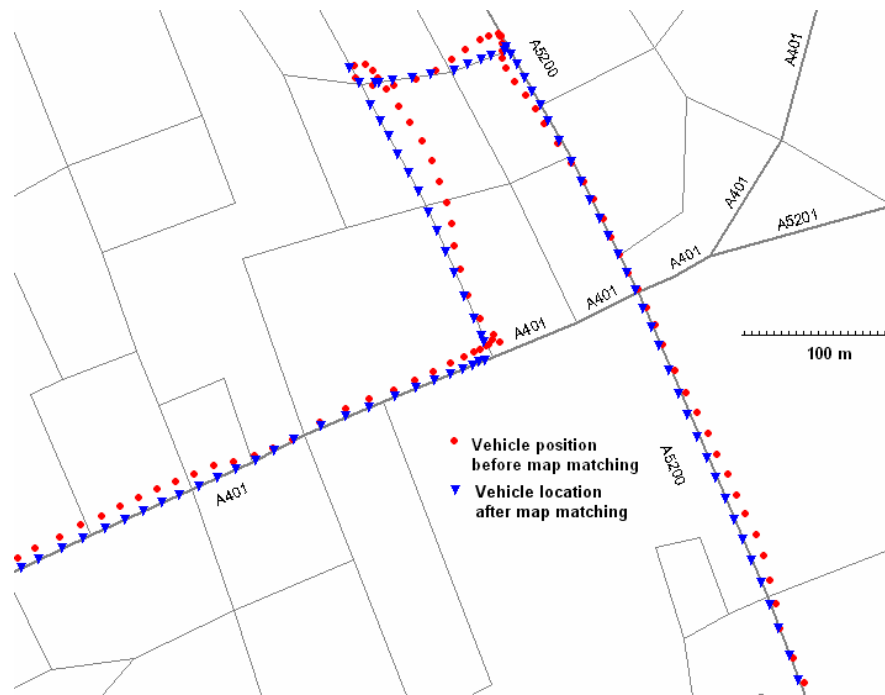 A5200
A401
A401
A5201
A401
A401
A401
100 m
Vehicle position
before map matching
Vehicle location
after map matching
A5200
A401